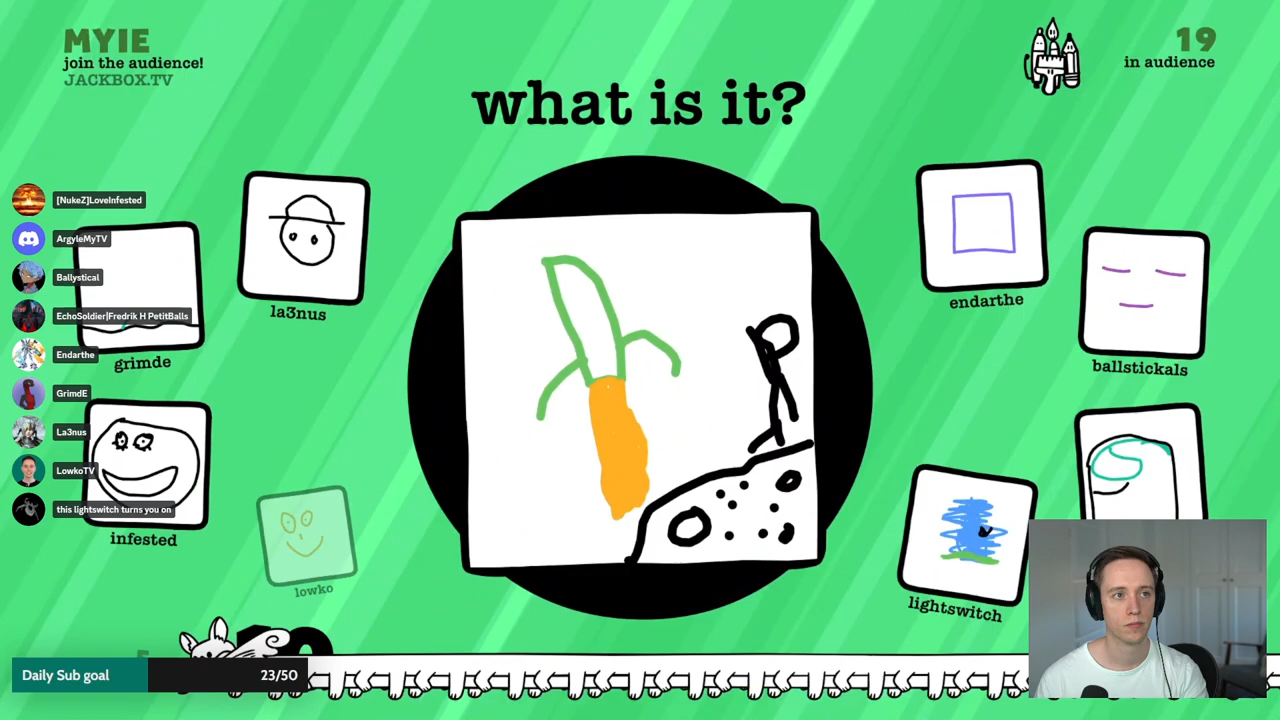 MYIE
join the audience!
JACKBOX.TV
19
in audience
what is it?
[NukeZ]LoveInfested
ArgyleMyTV
Ballystical
EchoSoldier|Fredrik H PetitBalls
Endarthe
GrimdE
La3nus
LowkoTV
this lightswitch turns you on
la3nus
grimde
infested
lowko
endarthe
ballstickals
lightswitch
Daily Sub goal
23/50